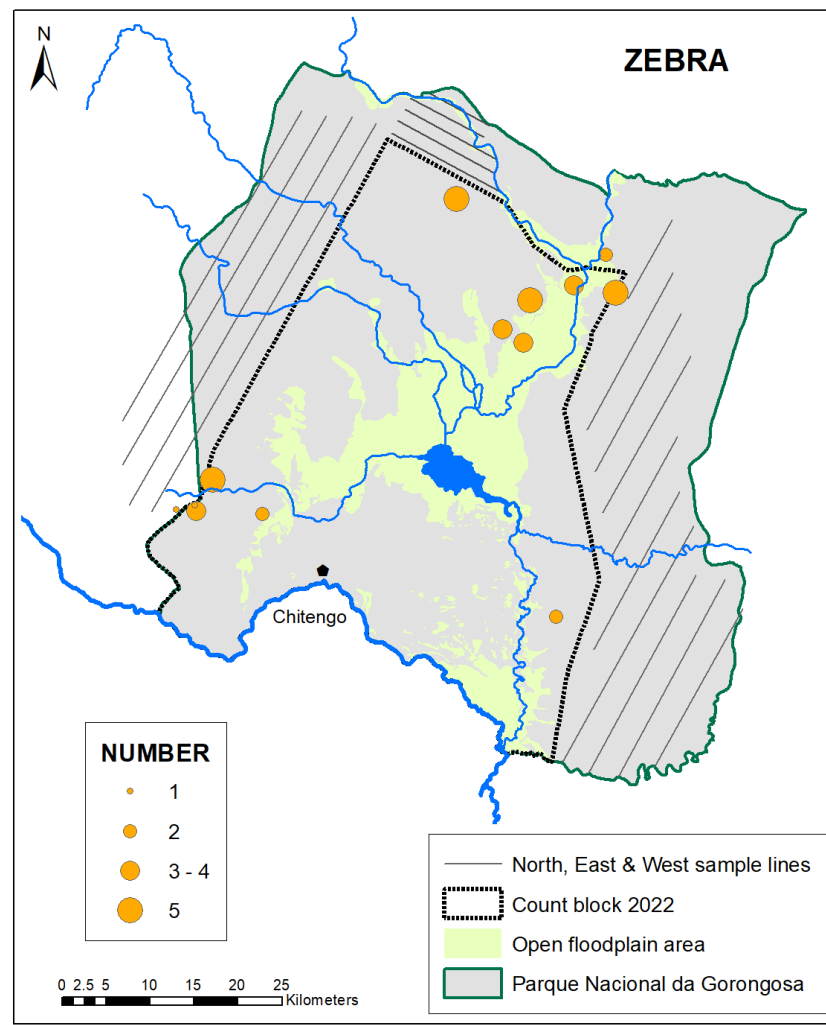 N
ZEBRA
Chitengo
NUMBER
1
2
3 - 4
5
North, East & West sample lines
Count block 2022
Open floodplain area
Parque Nacional da Gorongosa
0 2.5 5 10 15 20 25
Kilometers